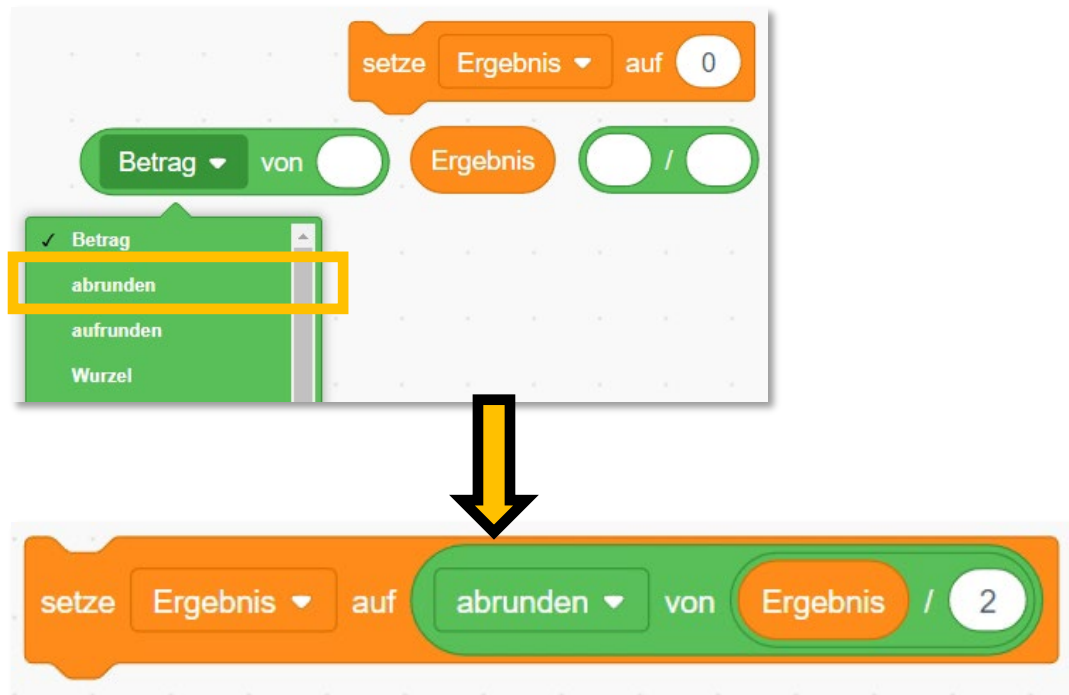 setze Ergebnis auf 0
Betrag von Ergebnis /
✓ Betrag
abrunden
aufrunden
Wurzel
setze Ergebnis auf abrunden von Ergebnis / 2